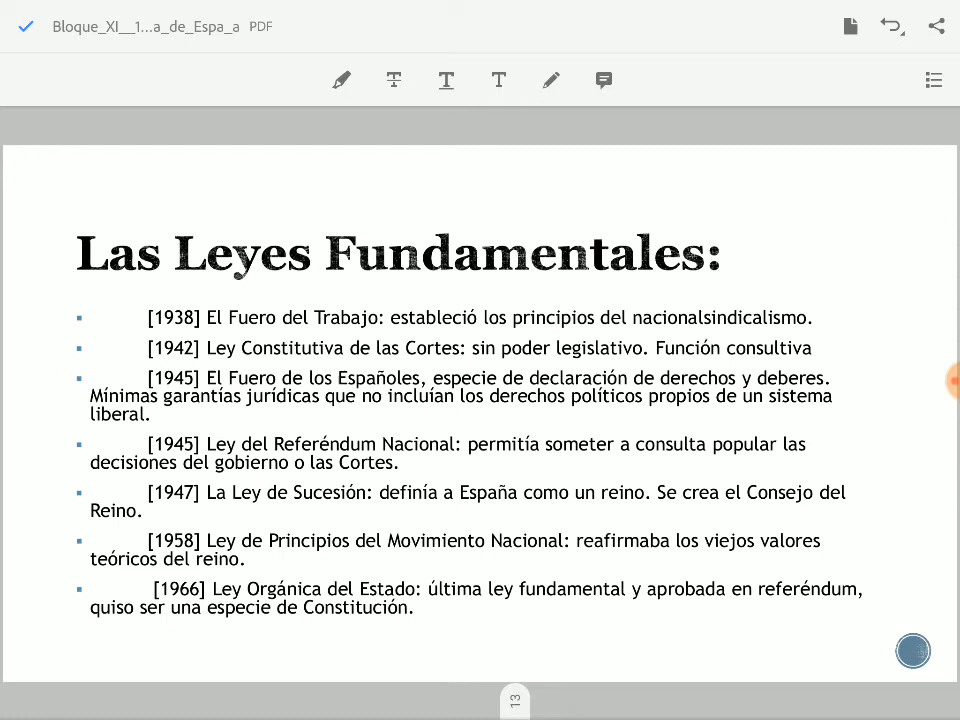 Bloque_XI__1...a_de_Espa_a PDF
Las Leyes Fundamentales:
[1938] El Fuero del Trabajo: estableció los principios del nacionalsindicalismo.
[1942] Ley Constitutiva de las Cortes: sin poder legislativo. Función consultiva
[1945] El Fuero de los Españoles, especie de declaración de derechos y deberes.
Mínimas garantías jurídicas que no incluían los derechos políticos propios de un sistema
liberal.
[1945] Ley del Referéndum Nacional: permitía someter a consulta popular las
decisiones del gobierno o las Cortes.
[1947] La Ley de Sucesión: definía a España como un reino. Se crea el Consejo del
Reino.
[1958] Ley de Principios del Movimiento Nacional: reafirmaba los viejos valores
teóricos del reino.
[1966] Ley Orgánica del Estado: última ley fundamental y aprobada en referéndum,
quiso ser una especie de Constitución.
13